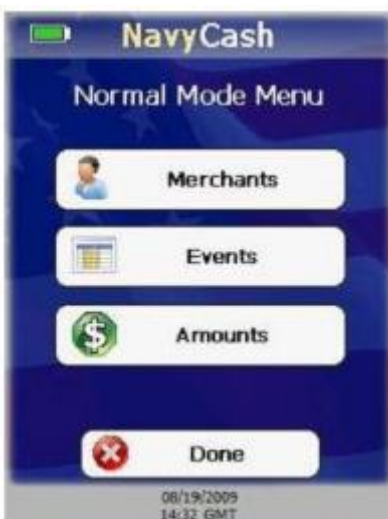 NavyCash
Normal Mode Menu
Merchants
Events
Amounts
Done
08/19/2009
14:32 GMT